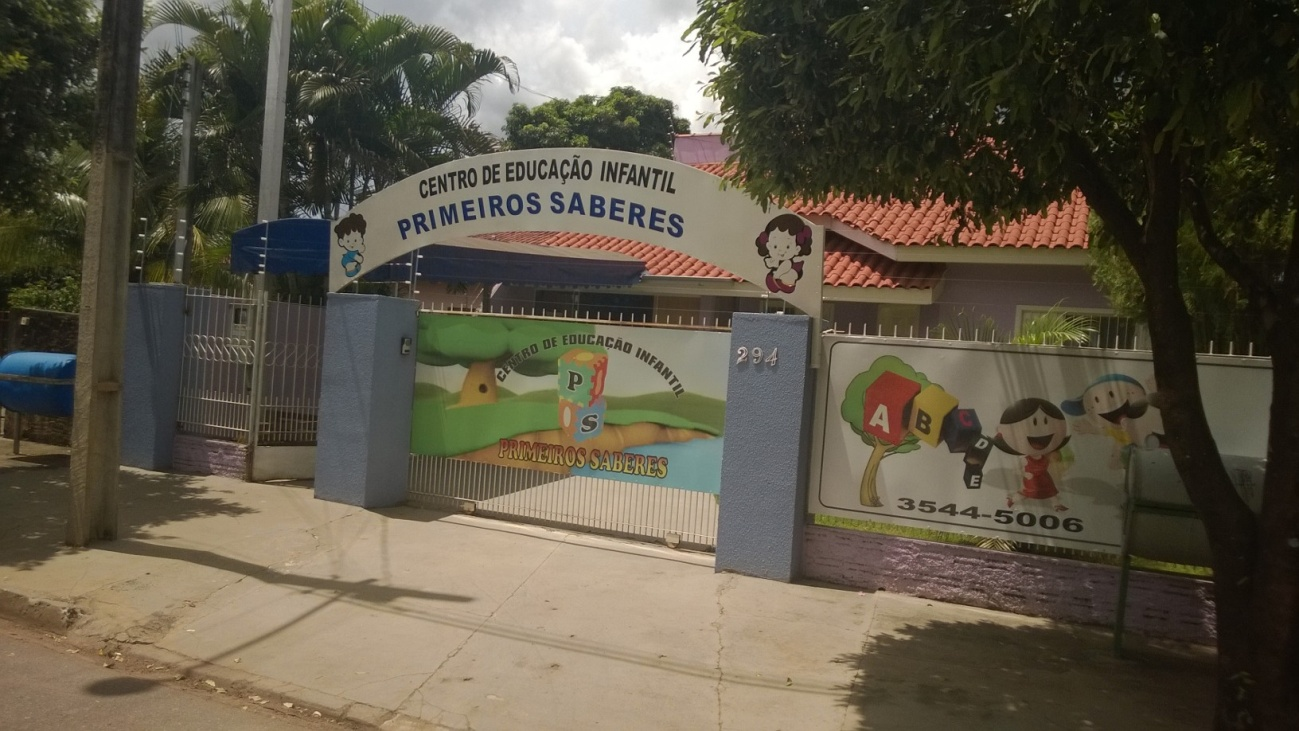 CENTRO DE EDUCAÇÃO INFANTIL
PRIMEIROS SABERES
294
CENTRO DE EDUCAÇÃO INFANTIL
P
S
PRIMEIROS SABERES
A B C D E
3544-5006